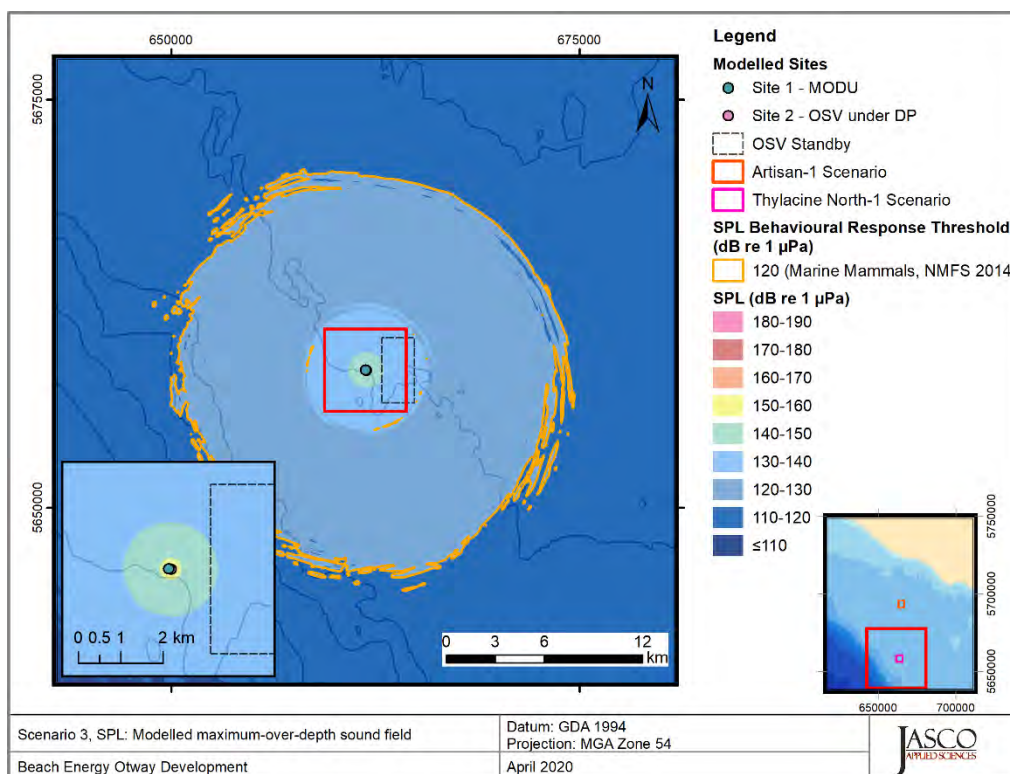 650000
675000
5675000
5650000
N
0 3 6 12
km
0 0.5 1 2 km
Legend
Modelled Sites
Site 1 - MODU
Site 2 - OSV under DP
OSV Standby
Artisan-1 Scenario
Thylacine North-1 Scenario
SPL Behavioural Response Threshold
(dB re 1 µPa)
120 (Marine Mammals, NMFS 2014
SPL (dB re 1 µPa)
180-190
170-180
160-170
150-160
140-150
130-140
120-130
110-120
≤110
5750000
5700000
5650000
650000 700000
Scenario 3, SPL: Modelled maximum-over-depth sound field
Datum: GDA 1994
Projection: MGA Zone 54
Beach Energy Otway Development
April 2020
JASCO
APPLIED SCIENCES